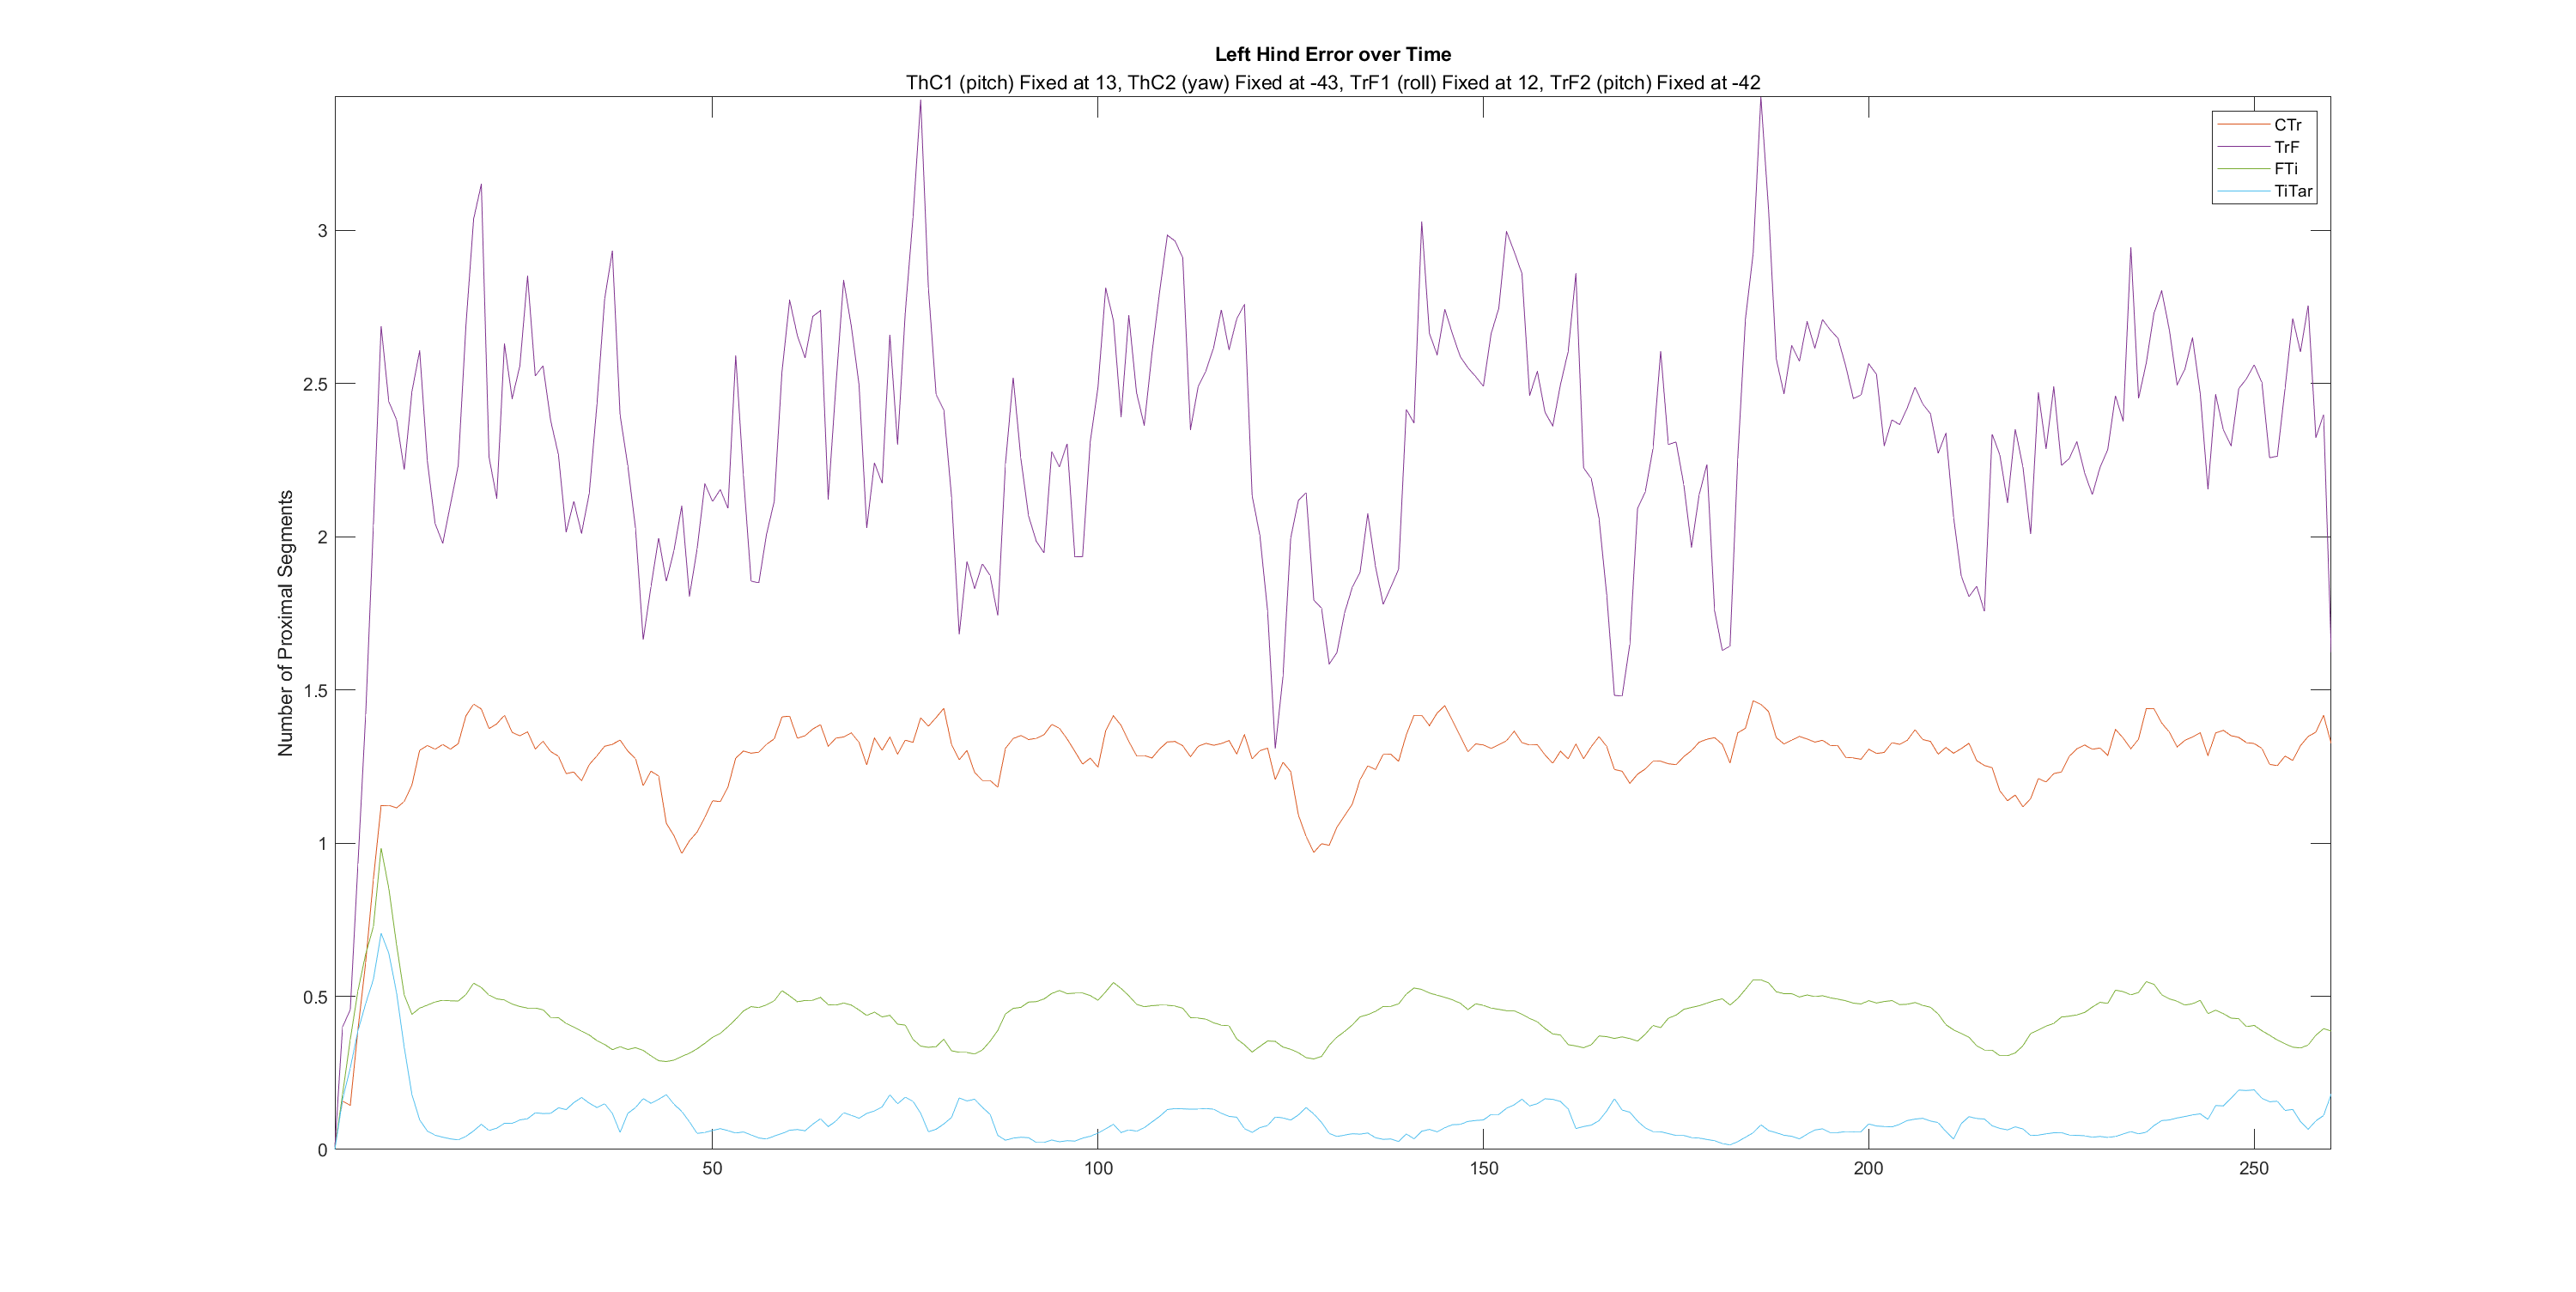 Left Hind Error over Time
ThC1 (pitch) Fixed at 13, ThC2 (yaw) Fixed at -43, TrF1 (roll) Fixed at 12, TrF2 (pitch) Fixed at -42
CTr
TrF
FTi
TiTar
Number of Proximal Segments
3
2.5
2
1.5
1
0.5
0
50
100
150
200
250